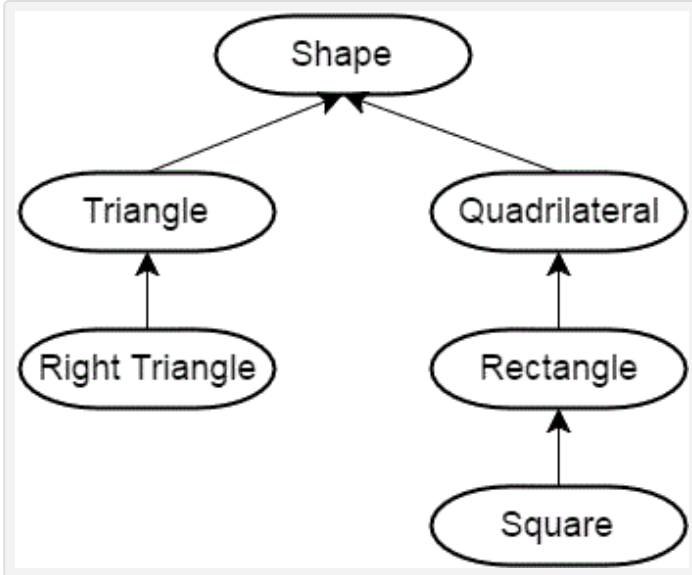 Shape
Triangle
Quadrilateral
Right Triangle
Rectangle
Square